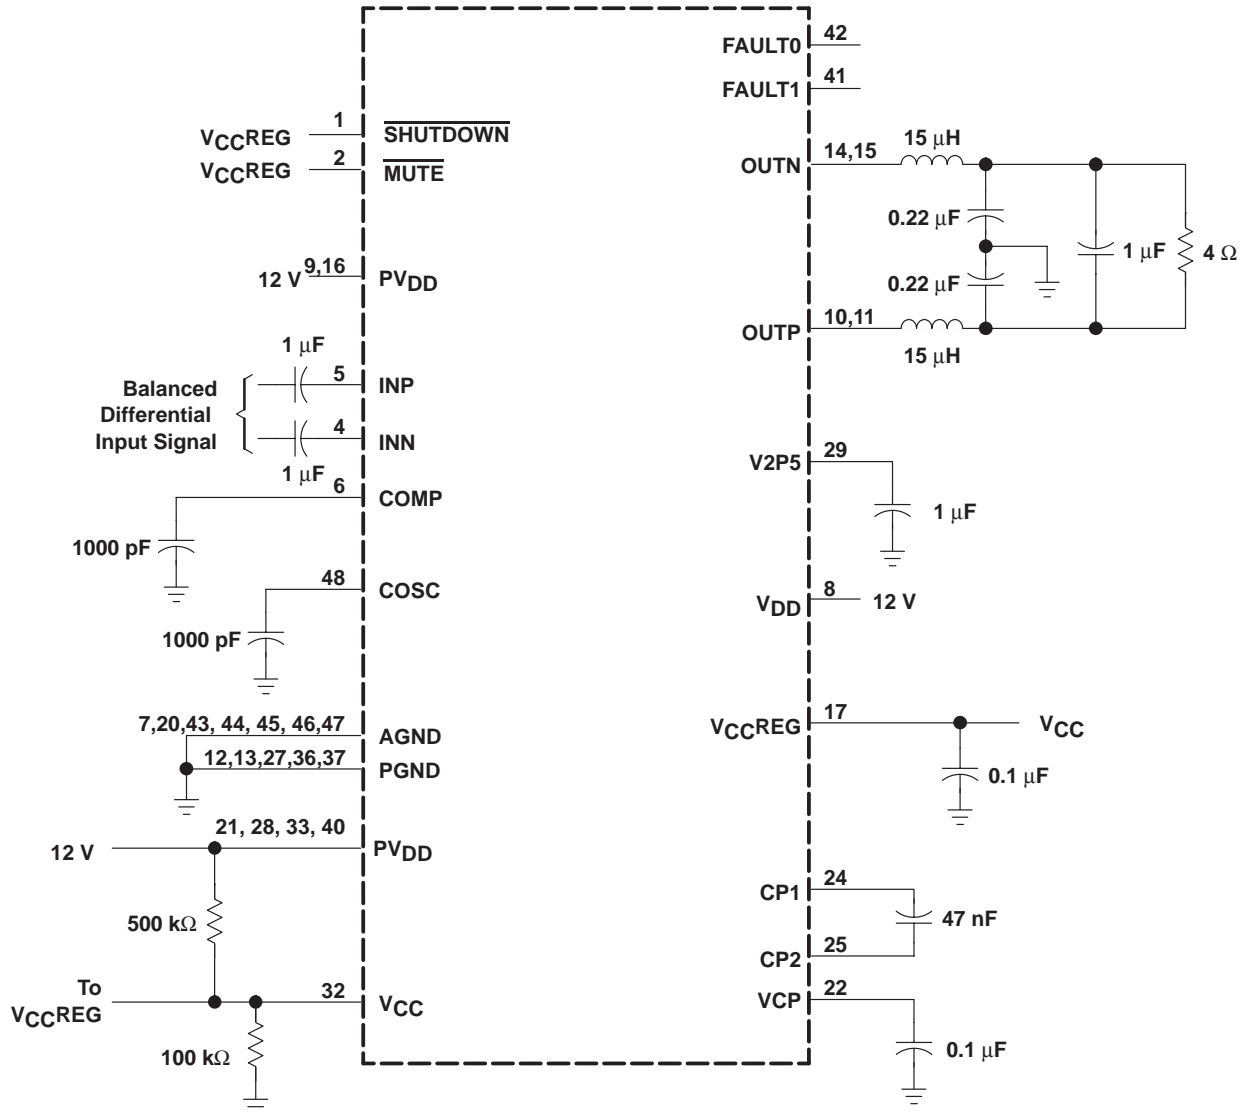 FAULT0 42
FAULT1 41
VCCREG 1 SHUTDOWN
VCCREG 2 MUTE
OUTN 14,15 15 μH
0.22 μF
0.22 μF
1 μF
4 Ω
OUTP 10,11
15 μH
12 V 9,16 PVDD
1 μF
5 INP
Balanced
Differential
Input Signal
4 INN
1 μF
6 COMP
1000 pF
V2P5 29
1 μF
48 COSC
1000 pF
VDD 8 12 V
7,20,43, 44, 45, 46,47 AGND
12,13,27,36,37 PGND
VCCREG 17 VCC
0.1 μF
12 V 21, 28, 33, 40 PVDD
500 kΩ
To
VCCREG
32 VCC
100 kΩ
CP1 24
47 nF
CP2 25
VCP 22
0.1 μF